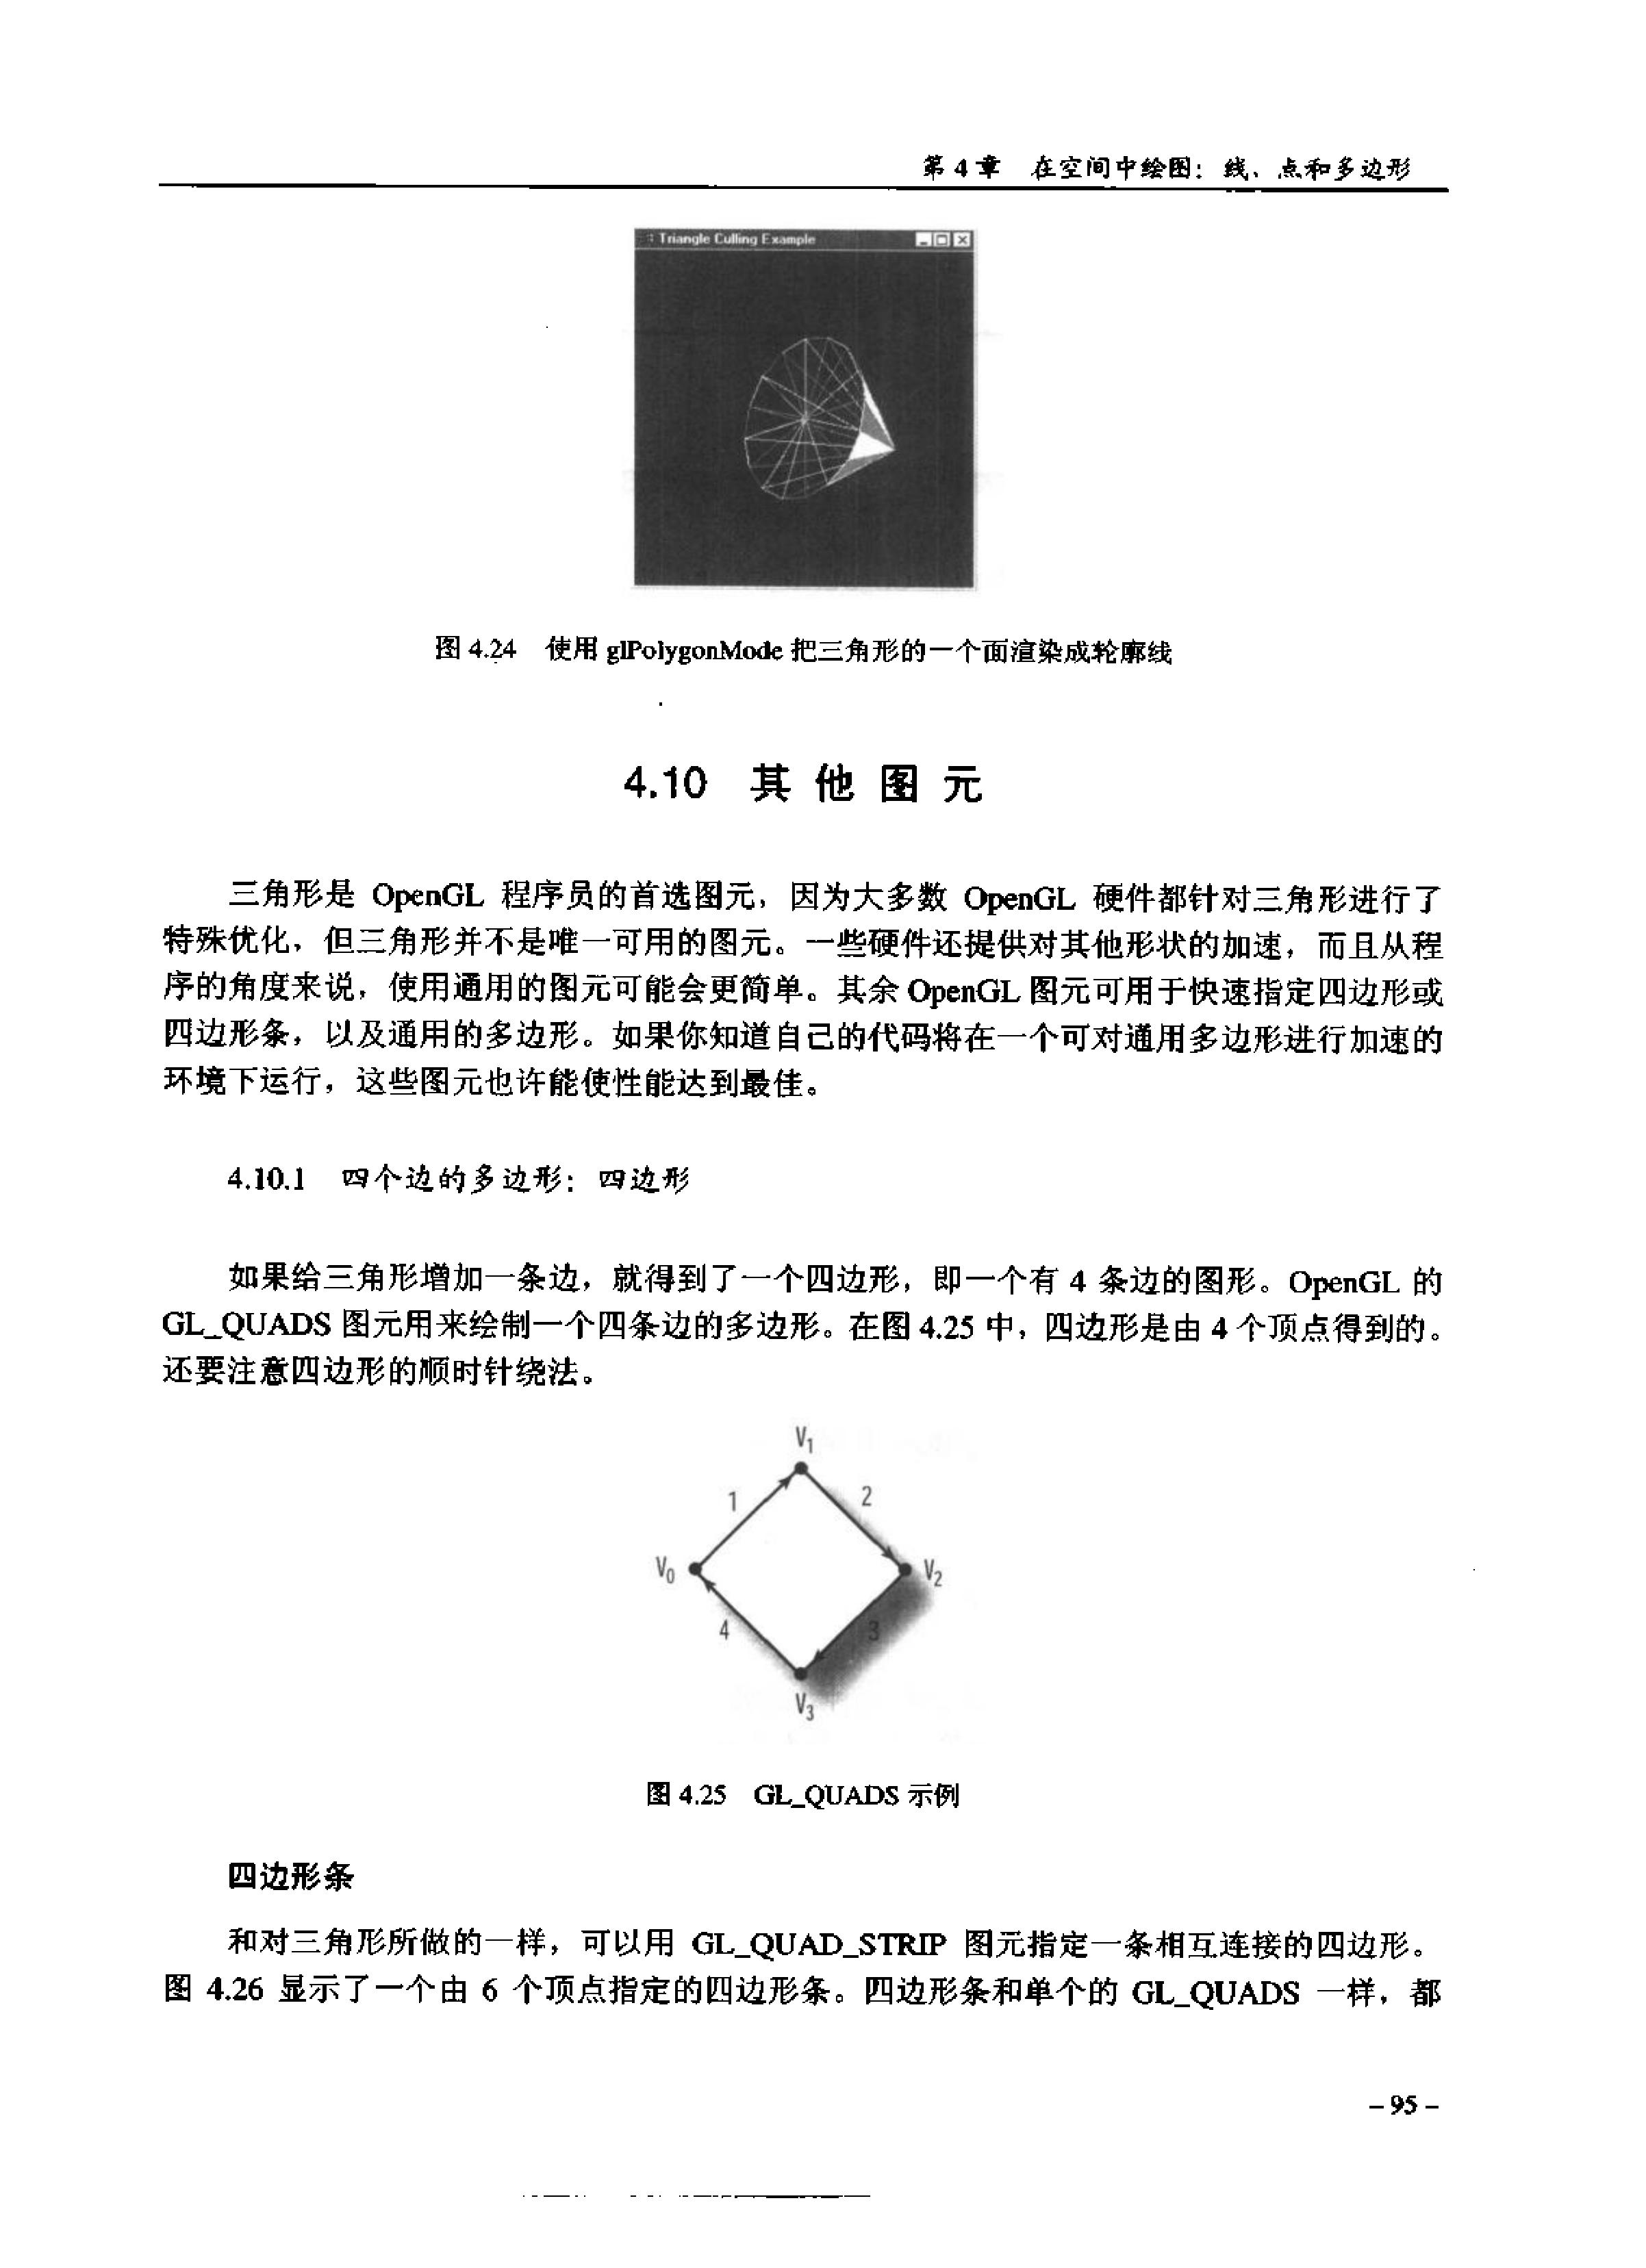 第 4 章 在空间中绘图：线、点和多边形
Triangle Culling Example
图 4.24 使用 glPolygonMode 把三角形的一个面渲染成轮廓线
4.10 其 他 图 元
三角形是 OpenGL 程序员的首选图元，因为大多数 OpenGL 硬件都针对三角形进行了
特殊优化，但三角形并不是唯一可用的图元。一些硬件还提供对其他形状的加速，而且从程
序的角度来说，使用通用的图元可能会更简单。其余 OpenGL 图元可用于快速指定四边形或
四边形条，以及通用的多边形。如果你知道自己的代码将在一个可对通用多边形进行加速的
环境下运行，这些图元也许能使性能达到最佳。
4.10.1 四个边的多边形：四边形
如果给三角形增加一条边，就得到了一个四边形，即一个有 4 条边的图形。OpenGL 的
GL_QUADS 图元用来绘制一个四条边的多边形。在图 4.25 中，四边形是由 4 个顶点得到的。
还要注意四边形的顺时针绕法。
V1
1
2
V0
V2
4
3
V3
图 4.25 GL_QUADS 示例
四边形条
和对三角形所做的一样，可以用 GL_QUAD_STRIP 图元指定一条相互连接的四边形。
图 4.26 显示了一个由 6 个顶点指定的四边形条。四边形条和单个的 GL_QUADS 一样，都
– 95 –